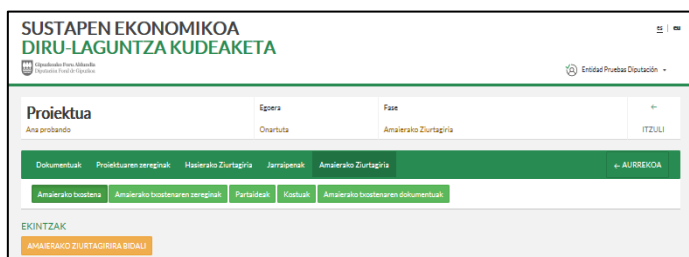 SUSTAPEN EKONOMIKOA
DIRU-LAGUNTZA KUDEAKETA
es | eu
Gipuzkoako Foru Aldundia
Diputación Foral de Gipuzkoa
Entidad Pruebas Diputación
Proiektua
Ana probando
Egoera
Onartuta
Fase
Amaierako Ziurtagiria
←
ITZULI
Dokumentuak Proiektuaren zereginak Hasierako Ziurtagiria Jarraipenak Amaierako Ziurtagiria ← AURREKOA
Amaierako txostena Amaierako txostenaren zereginak Partaideak Kostuak Amaierako txostenaren dokumentuak
EKINTZAK
AMAIERAKO ZIURTAGIRIRA BIDALI